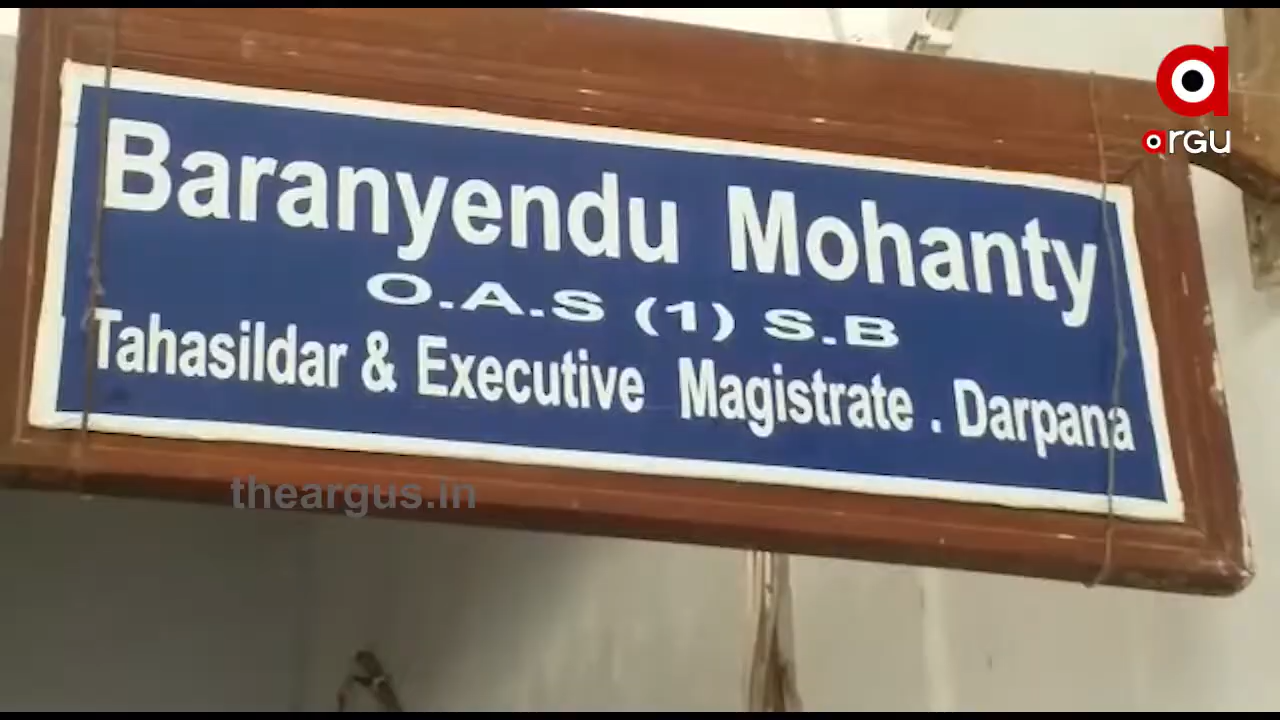 Baranyendu Mohanty
O.A.S (1) S.B
Tahasildar & Executive Magistrate . Darpana
theargus.in
argu